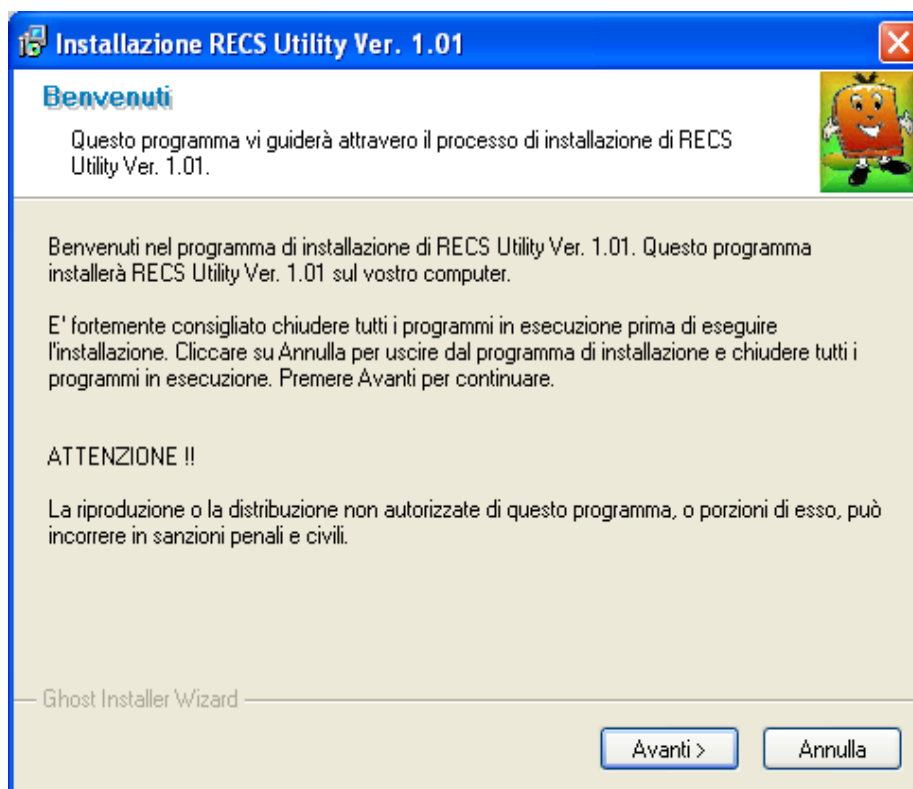 Installazione RECS Utility Ver. 1.01
Benvenuti
Questo programma vi guiderà attravero il processo di installazione di RECS
Utility Ver. 1.01.
Benvenuti nel programma di installazione di RECS Utility Ver. 1.01. Questo programma
installerà RECS Utility Ver. 1.01 sul vostro computer.
E' fortemente consigliato chiudere tutti i programmi in esecuzione prima di eseguire
l'installazione. Cliccare su Annulla per uscire dal programma di installazione e chiudere tutti i
programmi in esecuzione. Premere Avanti per continuare.
ATTENZIONE !!
La riproduzione o la distribuzione non autorizzate di questo programma, o porzioni di esso, può
incorrere in sanzioni penali e civili.
Ghost Installer Wizard
Avanti >
Annulla